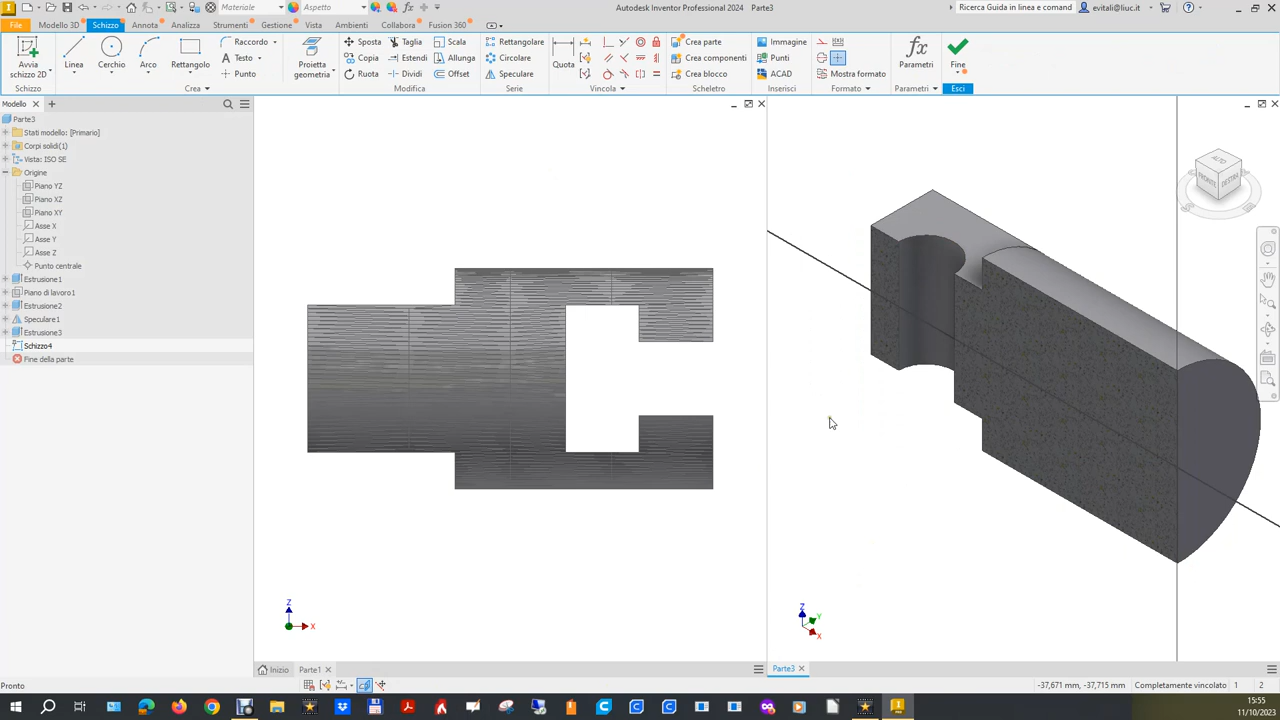 Materiale
Aspetto
Autodesk Inventor Professional 2024 Parte3
Ricerca Guida in linea e comand
evitali@liuc.it
File
Modello 3D
Schizzo
Annota
Analizza
Strumenti
Gestione
Vista
Ambienti
Collabora
Fusion 360
Avvia
schizzo 2D
Linea
Cerchio
Arco
Rettangolo
Raccordo
Testo
Punto
Proietta
geometria
Sposta
Copia
Ruota
Taglia
Estendi
Dividi
Scala
Allunga
Offset
Rettangolare
Circolare
Speculare
Quota
Crea parte
Crea componenti
Crea blocco
Immagine
Punti
ACAD
Mostra formato
fx
Parametri
Fine
Schizzo
Crea
Modifica
Serie
Vincola
Scheletro
Inserisci
Formato
Parametri
Esci
Modello
Parte3
Stati modello: [Primario]
Corpi solidi(1)
Vista: ISO SE
Origine
Piano YZ
Piano XZ
Piano XY
Asse X
Asse Y
Asse Z
Punto centrale
Estrusione1
Piano di lavoro1
Estrusione2
Speculare1
Estrusione3
Schizzo4
Fine della parte
Z
X
ALTO
FRONTE
DESTRA
Z
Y
X
Inizio
Parte1
Parte3
Pronto
-37,671 mm, -37,715 mm
Completamente vincolato
1
2
15:55
11/10/2023